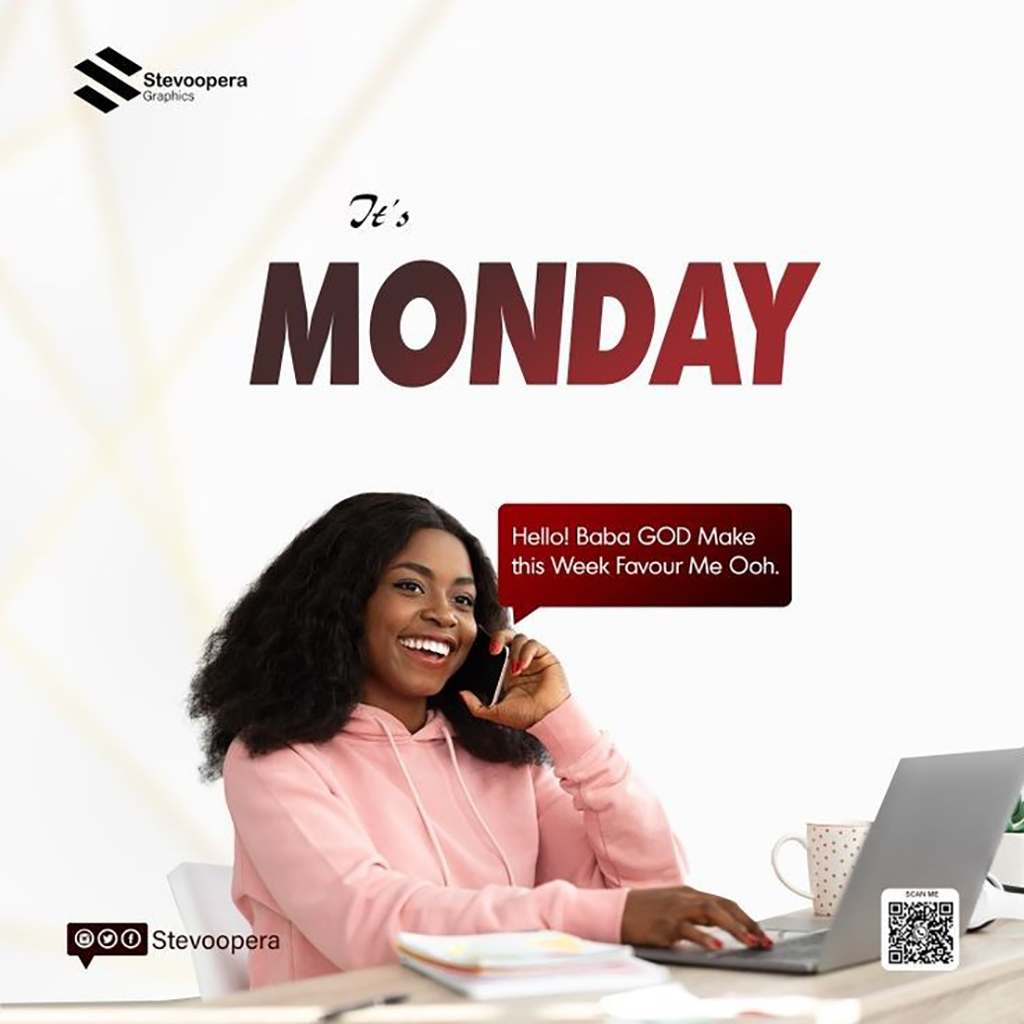 Stevoopera
Graphics
It's
MONDAY
Hello! Baba GOD Make
this Week Favour Me Ooh.
SCAN ME
Stevoopera